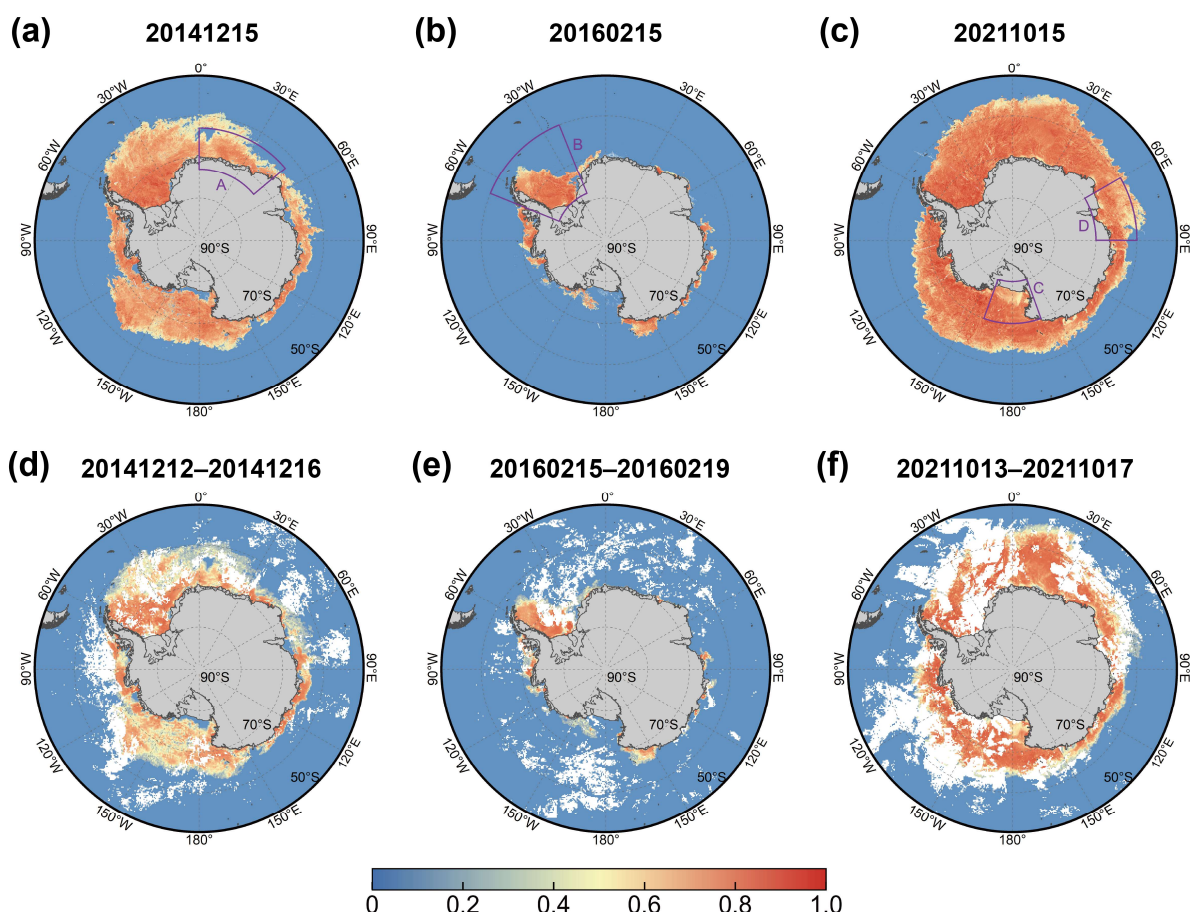 (a) 20141215
(b) 20160215
(c) 20211015
0°
30°E
60°E
90°E
120°E
150°E
180°
150°W
120°W
90°W
60°W
30°W
A
90°S
70°S
50°S
0°
30°E
60°E
90°E
120°E
150°E
180°
150°W
120°W
90°W
60°W
30°W
B
90°S
70°S
50°S
0°
30°E
60°E
90°E
120°E
150°E
180°
150°W
120°W
90°W
60°W
30°W
D
C
90°S
70°S
50°S
(d) 20141212–20141216
(e) 20160215–20160219
(f) 20211013–20211017
0°
30°E
60°E
90°E
120°E
150°E
180°
150°W
120°W
90°W
60°W
30°W
90°S
70°S
50°S
0°
30°E
60°E
90°E
120°E
150°E
180°
150°W
120°W
90°W
60°W
30°W
90°S
70°S
50°S
0°
30°E
60°E
90°E
120°E
150°E
180°
150°W
120°W
90°W
60°W
30°W
90°S
70°S
50°S
0 0.2 0.4 0.6 0.8 1.0